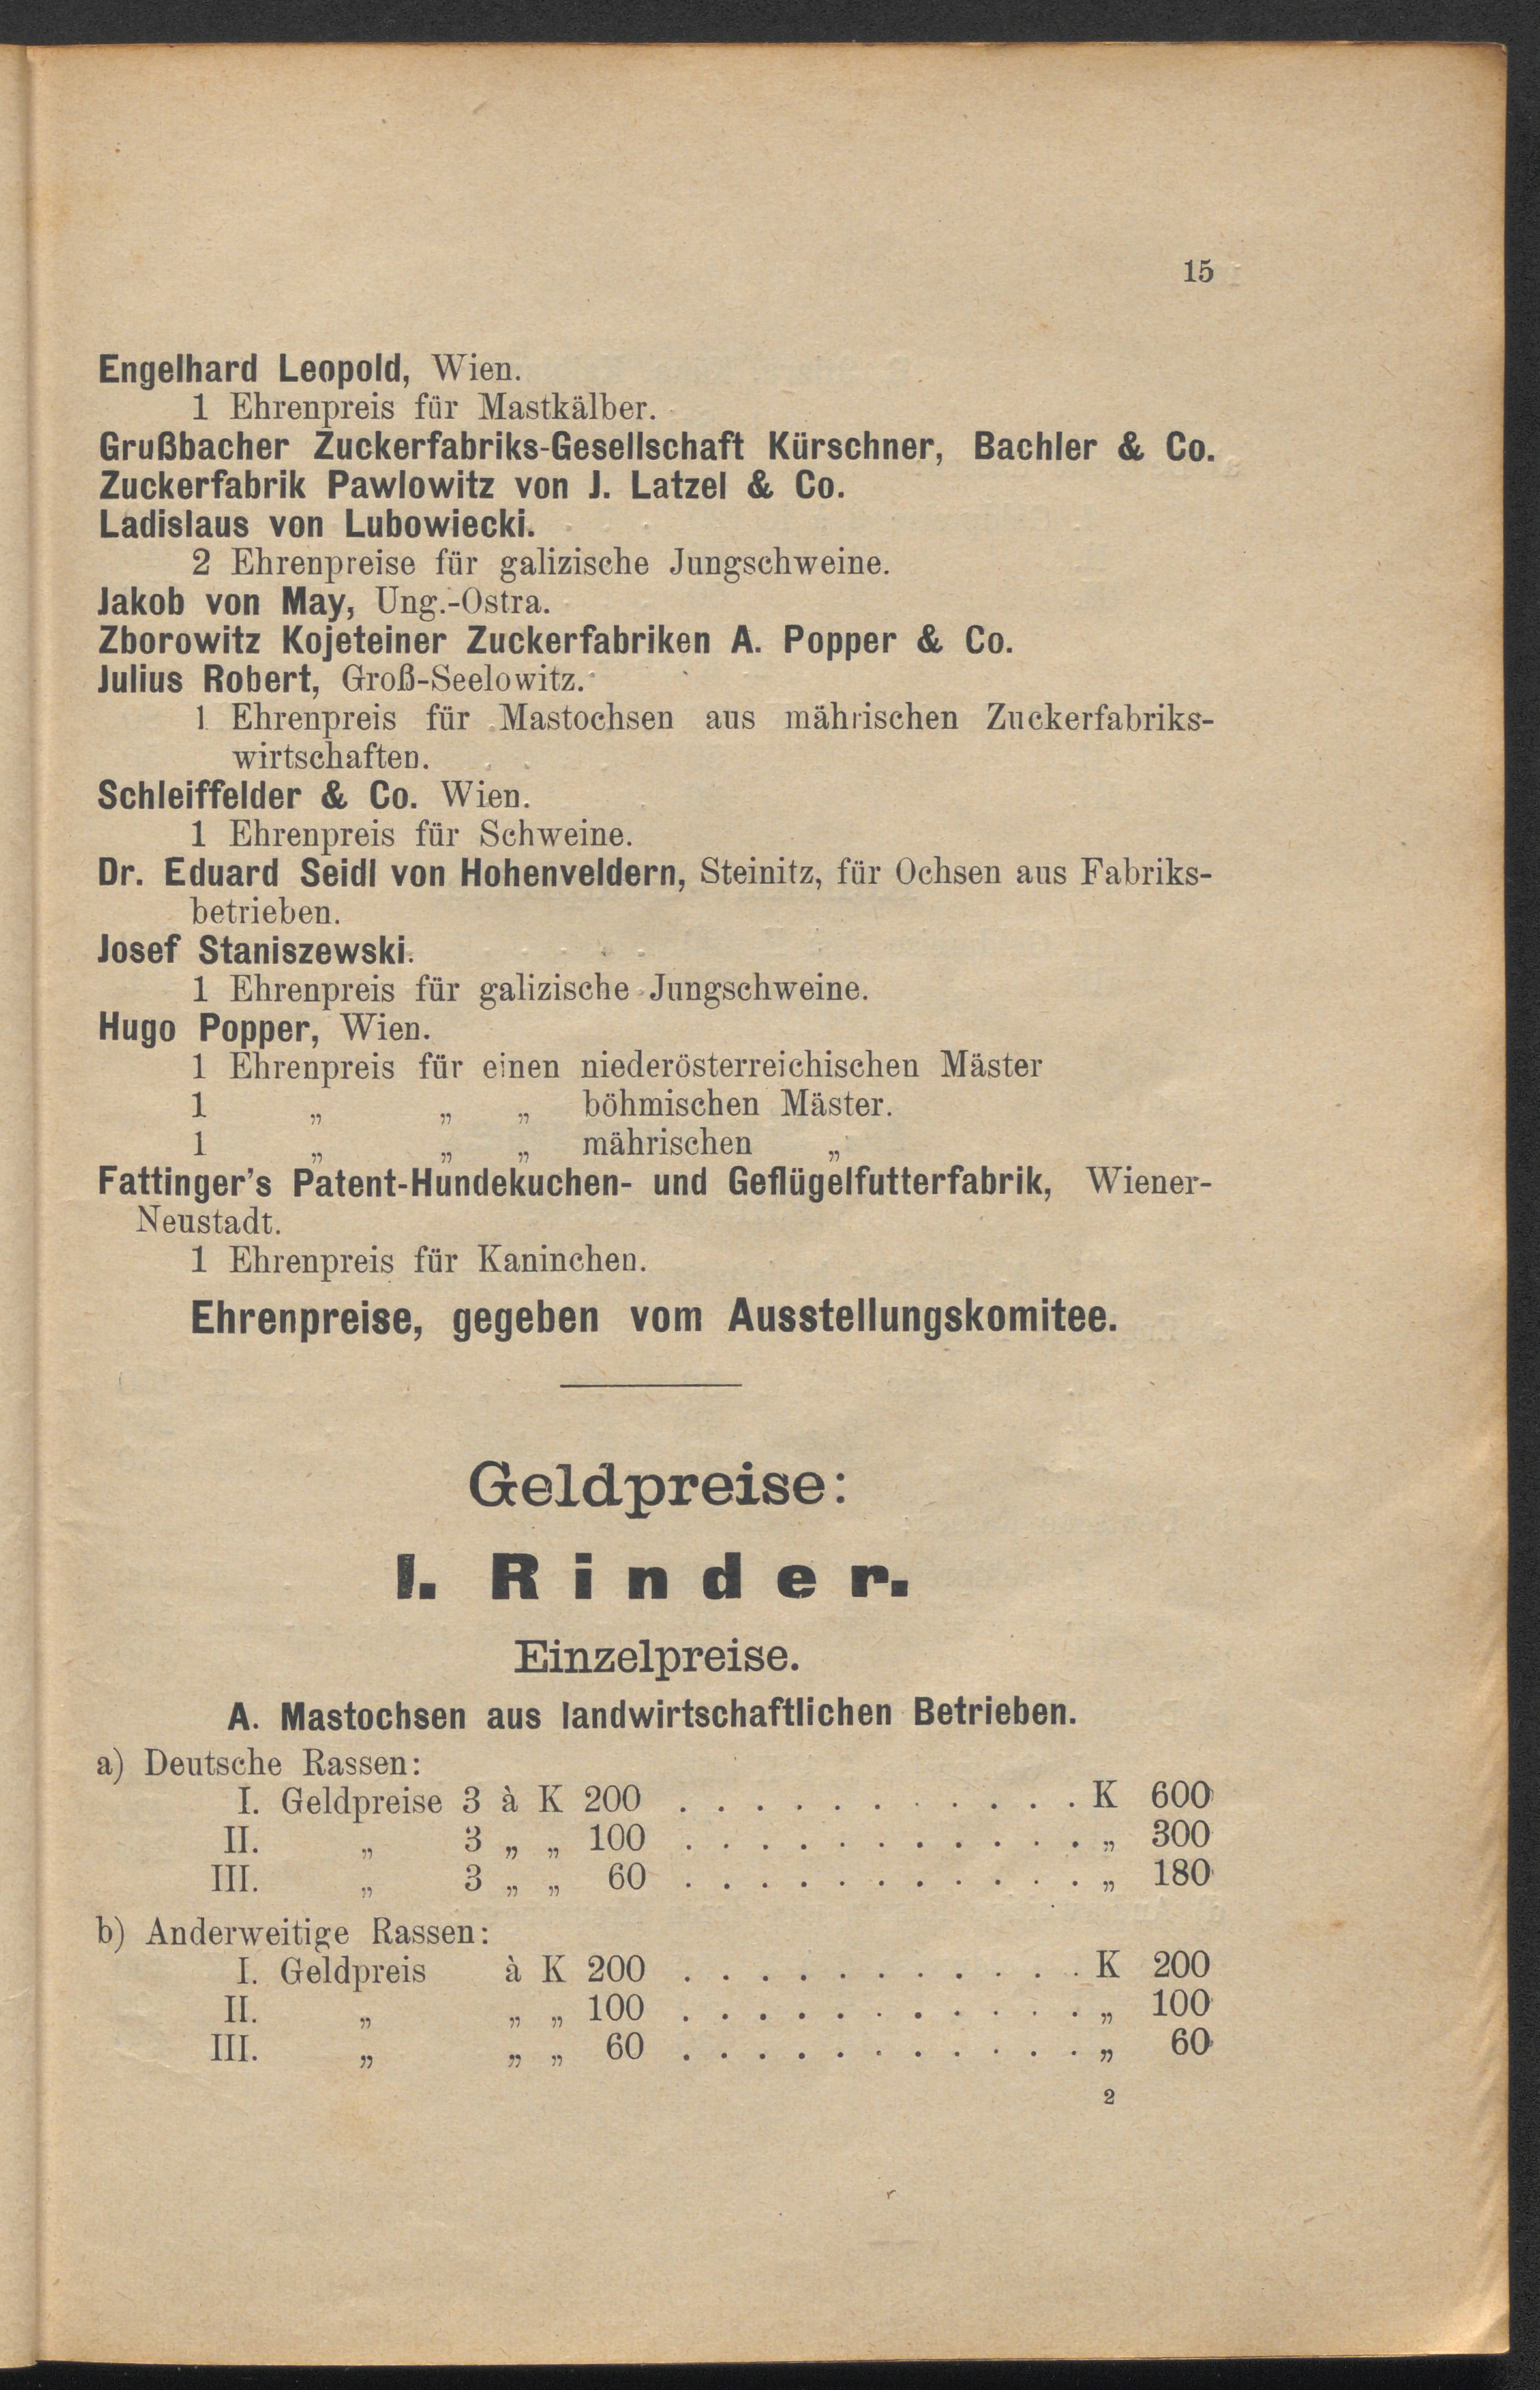 15
Engelhard Leopold, Wien.
1 Ehrenpreis für Mastkälber.
Grußbacher Zuckerfabriks-Gesellschaft Kürschner, Bachler & Co.
Zuckerfabrik Pawlowitz von J. Latzel & Co.
Ladislaus von Lubowiecki.
2 Ehrenpreise für galizische Jungschweine.
Jakob von May, Ung.-Ostra.
Zborowitz Kojeteiner Zuckerfabriken A. Popper & Co.
Julius Robert, Groß-Seelowitz.
1 Ehrenpreis für Mastochsen aus mährischen Zuckerfabriks-
wirtschaften.
Schleiffelder & Co. Wien.
1 Ehrenpreis für Schweine.
Dr. Eduard Seidl von Hohenveldern, Steinitz, für Ochsen aus Fabriks-
betrieben.
Josef Staniszewski.
1 Ehrenpreis für galizische Jungschweine.
Hugo Popper, Wien.
1 Ehrenpreis für einen niederösterreichischen Mäster
1 „ „ „ böhmischen Mäster.
1 „ „ „ mährischen „
Fattinger's Patent-Hundekuchen- und Geflügelfutterfabrik, Wiener-
Neustadt.
1 Ehrenpreis für Kaninchen.
Ehrenpreise, gegeben vom Ausstellungskomitee.
Geldpreise:
I. Rinder.
Einzelpreise.
A. Mastochsen aus landwirtschaftlichen Betrieben.
a) Deutsche Rassen:
I. Geldpreise 3 à K 200 . . . . . . . . . . . K 600
II. „ 3 „ „ 100 . . . . . . . . . . . „ 300
III. „ 3 „ „ 60 . . . . . . . . . . . „ 180
b) Anderweitige Rassen:
I. Geldpreis à K 200 . . . . . . . . . . . K 200
II. „ „ „ 100 . . . . . . . . . . . „ 100
III. „ „ „ 60 . . . . . . . . . . . „ 60
2